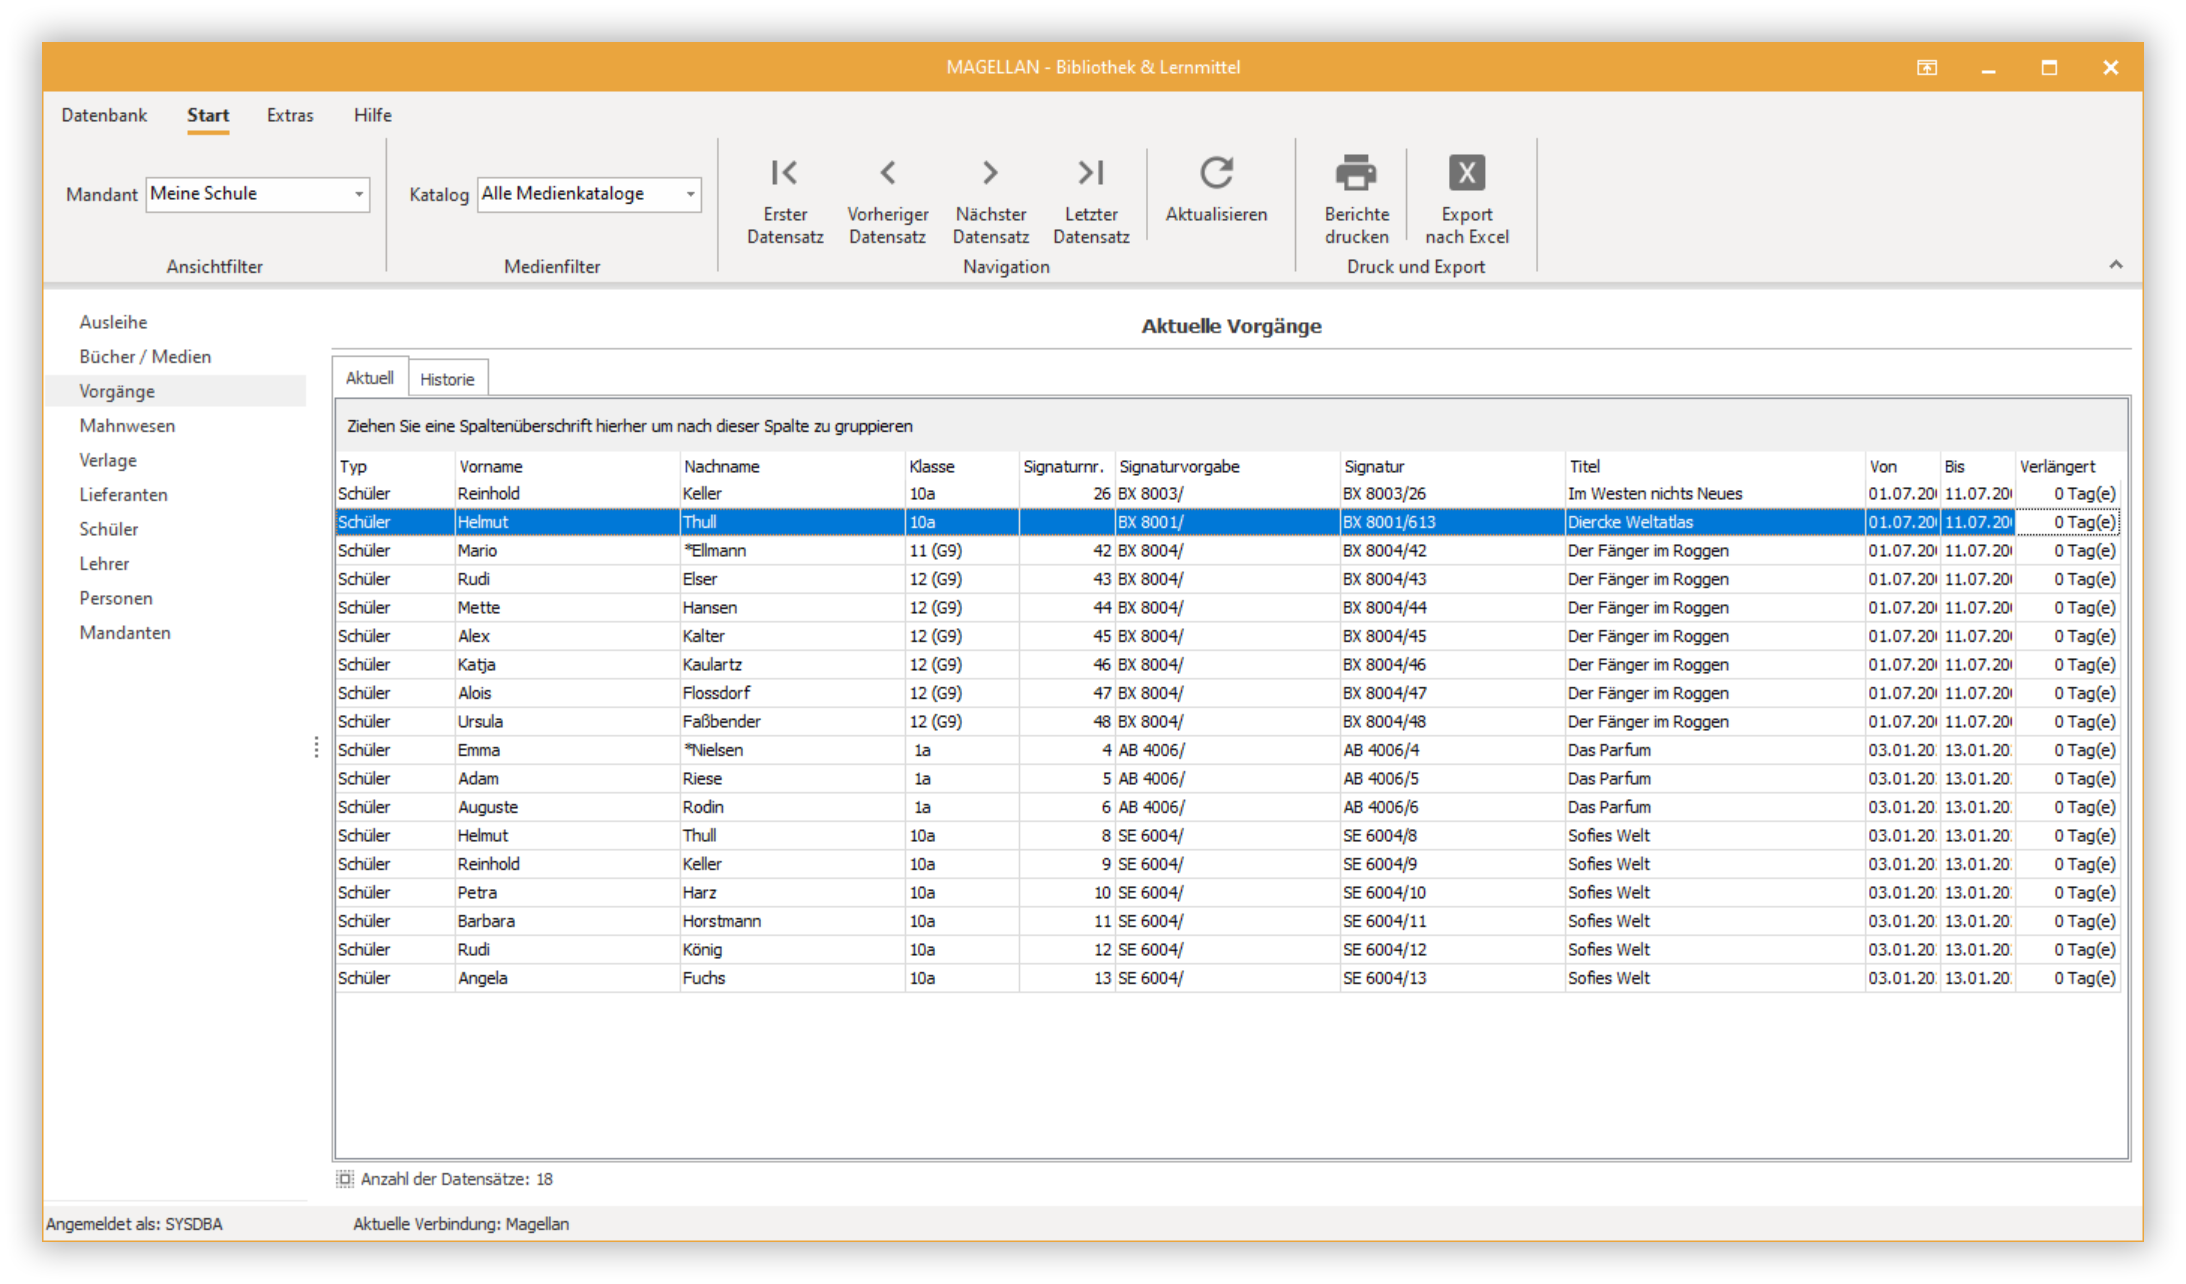 MAGELLAN - Bibliothek & Lernmittel
Datenbank Start Extras Hilfe
Mandant Meine Schule Katalog Alle Medienkataloge
Erster Datensatz Vorheriger Datensatz Nächster Datensatz Letzter Datensatz Aktualisieren Berichte drucken Export nach Excel
Ansichtfilter Medienfilter Navigation Druck und Export
Ausleihe
Bücher / Medien
Vorgänge
Mahnwesen
Verlage
Lieferanten
Schüler
Lehrer
Personen
Mandanten
Aktuelle Vorgänge
Aktuell Historie
Ziehen Sie eine Spaltenüberschrift hierher um nach dieser Spalte zu gruppieren
Typ Vorname Nachname Klasse Signaturnr. Signaturvorgabe Signatur Titel Von Bis Verlängert
Schüler Reinhold Keller 10a 26 BX 8003/ BX 8003/26 Im Westen nichts Neues 01.07.20 11.07.20 0 Tag(e)
Schüler Helmut Thull 10a BX 8001/ BX 8001/613 Diercke Weltatlas 01.07.20 11.07.20 0 Tag(e)
Schüler Mario *Ellmann 11 (G9) 42 BX 8004/ BX 8004/42 Der Fänger im Roggen 01.07.20 11.07.20 0 Tag(e)
Schüler Rudi Elser 12 (G9) 43 BX 8004/ BX 8004/43 Der Fänger im Roggen 01.07.20 11.07.20 0 Tag(e)
Schüler Mette Hansen 12 (G9) 44 BX 8004/ BX 8004/44 Der Fänger im Roggen 01.07.20 11.07.20 0 Tag(e)
Schüler Alex Kalter 12 (G9) 45 BX 8004/ BX 8004/45 Der Fänger im Roggen 01.07.20 11.07.20 0 Tag(e)
Schüler Katja Kaulartz 12 (G9) 46 BX 8004/ BX 8004/46 Der Fänger im Roggen 01.07.20 11.07.20 0 Tag(e)
Schüler Alois Flossdorf 12 (G9) 47 BX 8004/ BX 8004/47 Der Fänger im Roggen 01.07.20 11.07.20 0 Tag(e)
Schüler Ursula Faßbender 12 (G9) 48 BX 8004/ BX 8004/48 Der Fänger im Roggen 01.07.20 11.07.20 0 Tag(e)
Schüler Emma *Nielsen 1a 4 AB 4006/ AB 4006/4 Das Parfum 03.01.20 13.01.20 0 Tag(e)
Schüler Adam Riese 1a 5 AB 4006/ AB 4006/5 Das Parfum 03.01.20 13.01.20 0 Tag(e)
Schüler Auguste Rodin 1a 6 AB 4006/ AB 4006/6 Das Parfum 03.01.20 13.01.20 0 Tag(e)
Schüler Helmut Thull 10a 8 SE 6004/ SE 6004/8 Sofies Welt 03.01.20 13.01.20 0 Tag(e)
Schüler Reinhold Keller 10a 9 SE 6004/ SE 6004/9 Sofies Welt 03.01.20 13.01.20 0 Tag(e)
Schüler Petra Harz 10a 10 SE 6004/ SE 6004/10 Sofies Welt 03.01.20 13.01.20 0 Tag(e)
Schüler Barbara Horstmann 10a 11 SE 6004/ SE 6004/11 Sofies Welt 03.01.20 13.01.20 0 Tag(e)
Schüler Rudi König 10a 12 SE 6004/ SE 6004/12 Sofies Welt 03.01.20 13.01.20 0 Tag(e)
Schüler Angela Fuchs 10a 13 SE 6004/ SE 6004/13 Sofies Welt 03.01.20 13.01.20 0 Tag(e)
Anzahl der Datensätze: 18
Angemeldet als: SYSDBA Aktuelle Verbindung: Magellan